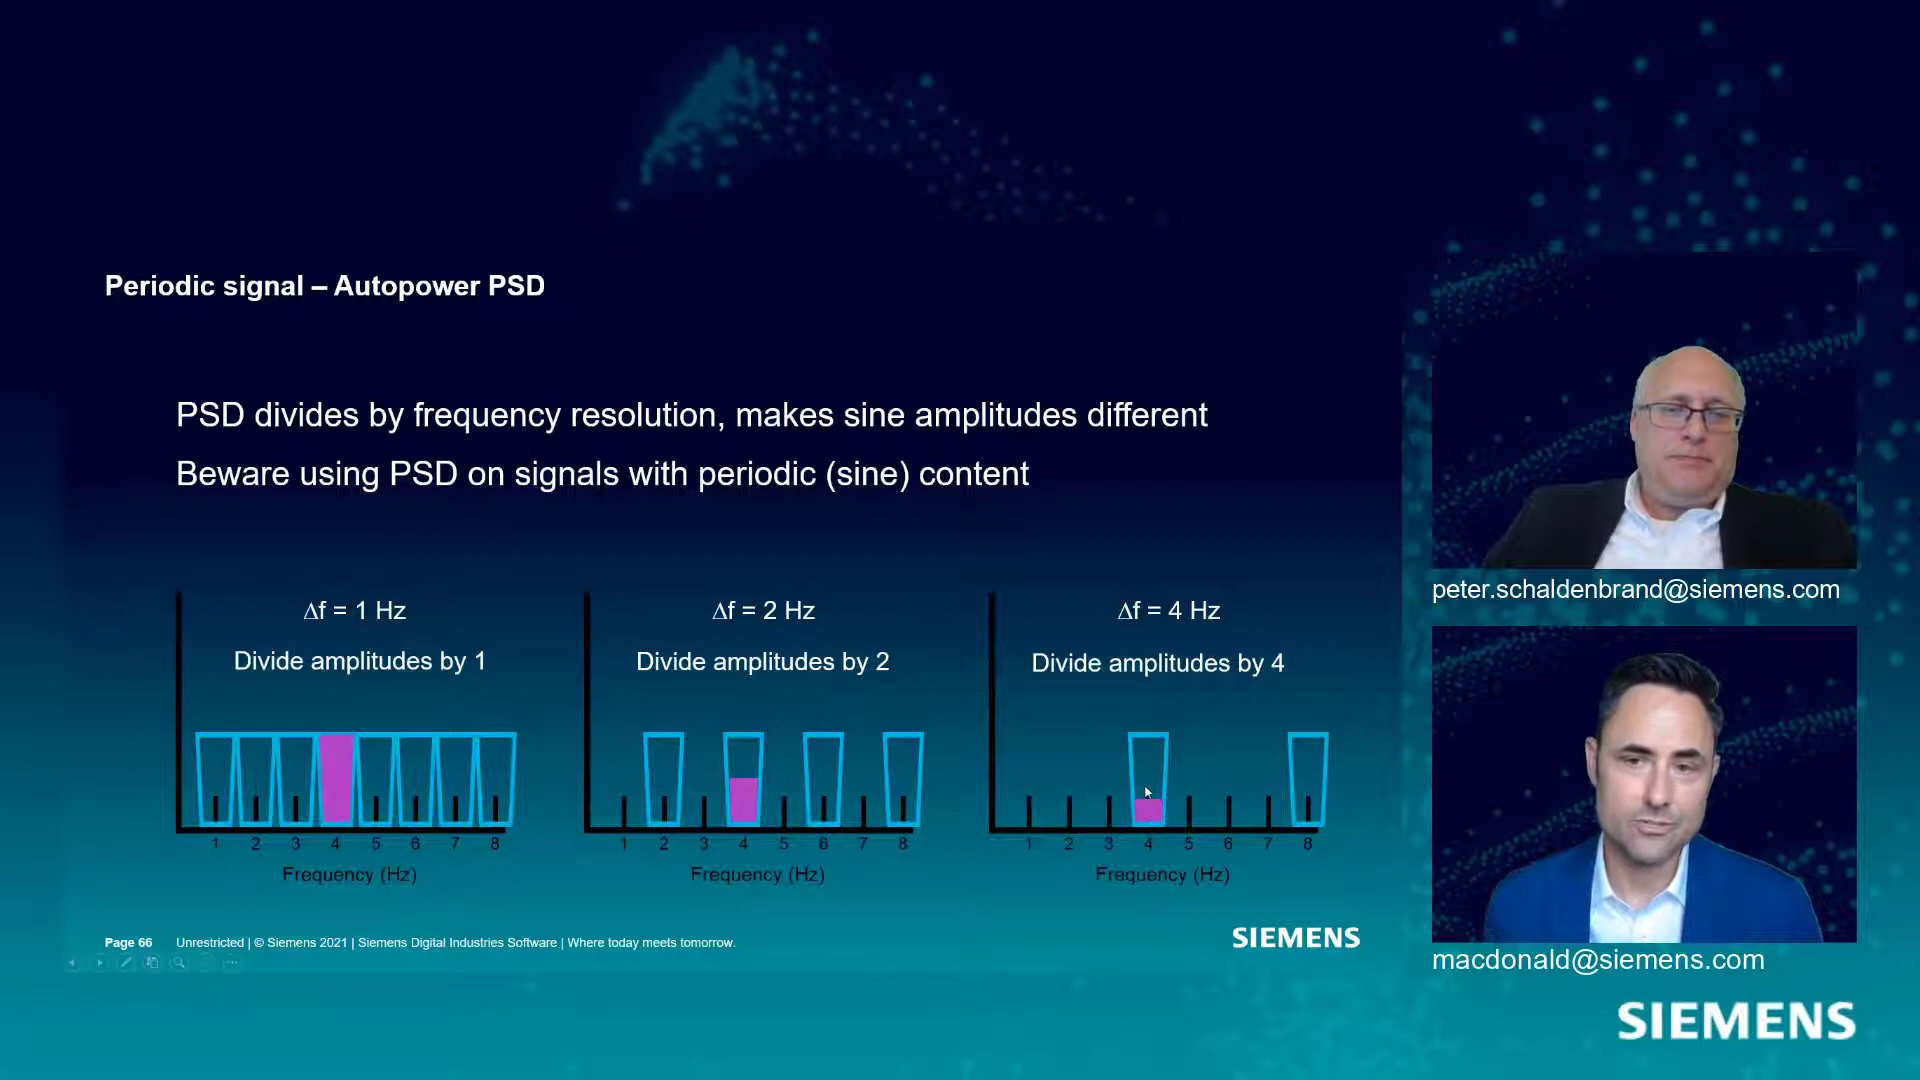 Periodic signal – Autopower PSD
PSD divides by frequency resolution, makes sine amplitudes different
Beware using PSD on signals with periodic (sine) content
Δf = 1 Hz
Divide amplitudes by 1
1 2 3 4 5 6 7 8
Frequency (Hz)
Δf = 2 Hz
Divide amplitudes by 2
1 2 3 4 5 6 7 8
Frequency (Hz)
Δf = 4 Hz
Divide amplitudes by 4
1 2 3 4 5 6 7 8
Frequency (Hz)
Page 66 Unrestricted | © Siemens 2021 | Siemens Digital Industries Software | Where today meets tomorrow.
SIEMENS
peter.schaldenbrand@siemens.com
macdonald@siemens.com
SIEMENS